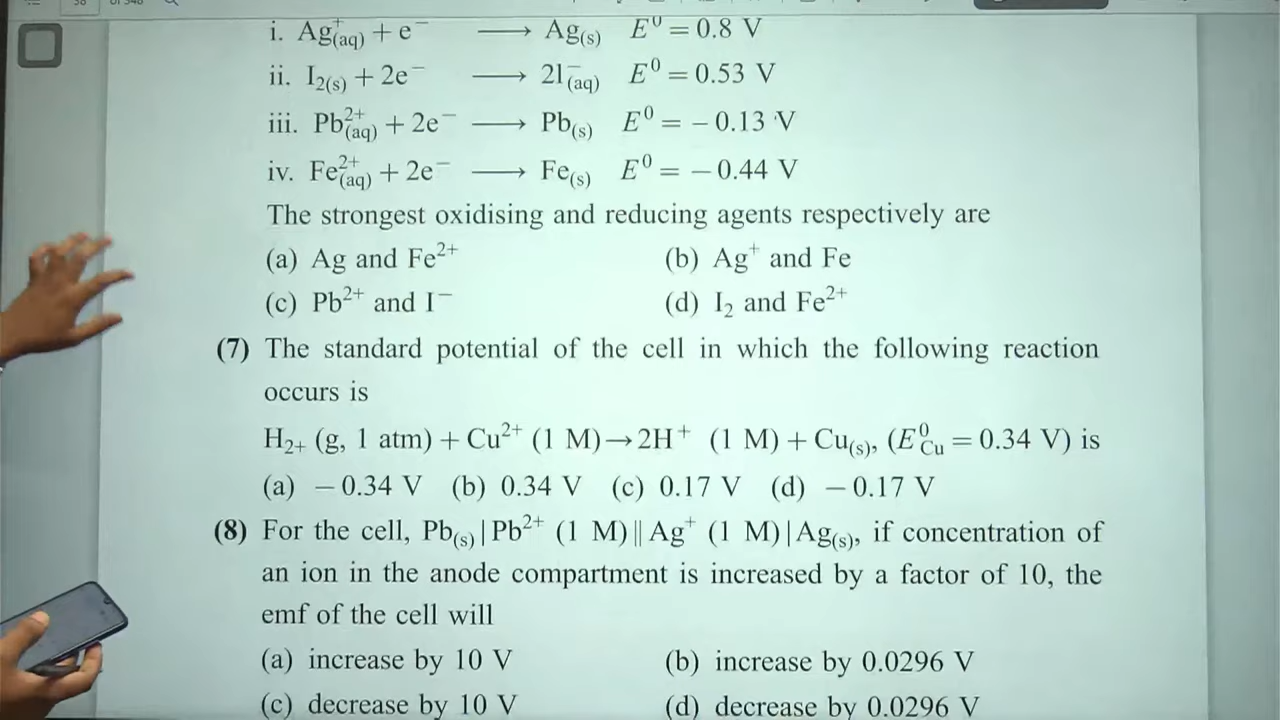 38 of 348
i. Ag⁺(aq) + e⁻ ⟶ Ag(s) E⁰ = 0.8 V
ii. I₂(s) + 2e⁻ ⟶ 2I⁻(aq) E⁰ = 0.53 V
iii. Pb²⁺(aq) + 2e⁻ ⟶ Pb(s) E⁰ = − 0.13 V
iv. Fe²⁺(aq) + 2e⁻ ⟶ Fe(s) E⁰ = − 0.44 V
The strongest oxidising and reducing agents respectively are
(a) Ag and Fe²⁺ (b) Ag⁺ and Fe
(c) Pb²⁺ and I⁻ (d) I₂ and Fe²⁺
(7) The standard potential of the cell in which the following reaction
occurs is
H₂₊ (g, 1 atm) + Cu²⁺ (1 M)→2H⁺ (1 M) + Cu(s), (E⁰Cu = 0.34 V) is
(a) − 0.34 V (b) 0.34 V (c) 0.17 V (d) − 0.17 V
(8) For the cell, Pb(s)|Pb²⁺ (1 M)||Ag⁺ (1 M)|Ag(s), if concentration of
an ion in the anode compartment is increased by a factor of 10, the
emf of the cell will
(a) increase by 10 V (b) increase by 0.0296 V
(c) decrease by 10 V (d) decrease by 0.0296 V